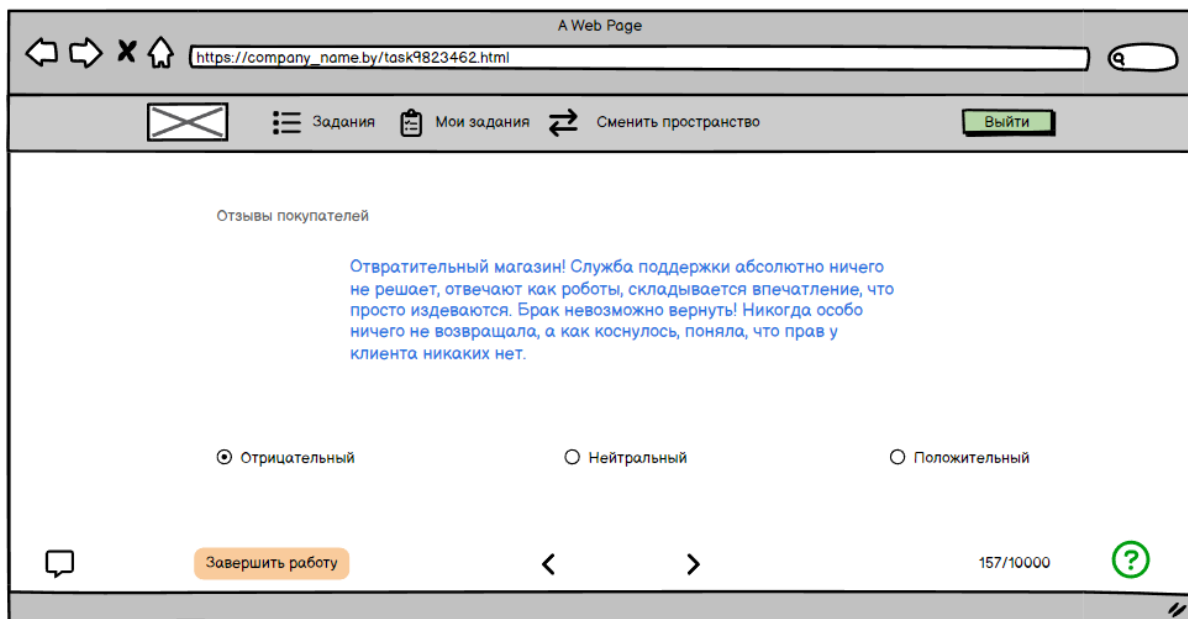 A Web Page
https://company_name.by/task9823462.html
Задания Мои задания Сменить пространство Выйти
Отзывы покупателей
Отвратительный магазин! Служба поддержки абсолютно ничего
не решает, отвечают как роботы, складывается впечатление, что
просто издеваются. Брак невозможно вернуть! Никогда особо
ничего не возвращала, а как коснулось, поняла, что прав у
клиента никаких нет.
Отрицательный Нейтральный Положительный
Завершить работу 157/10000 ?